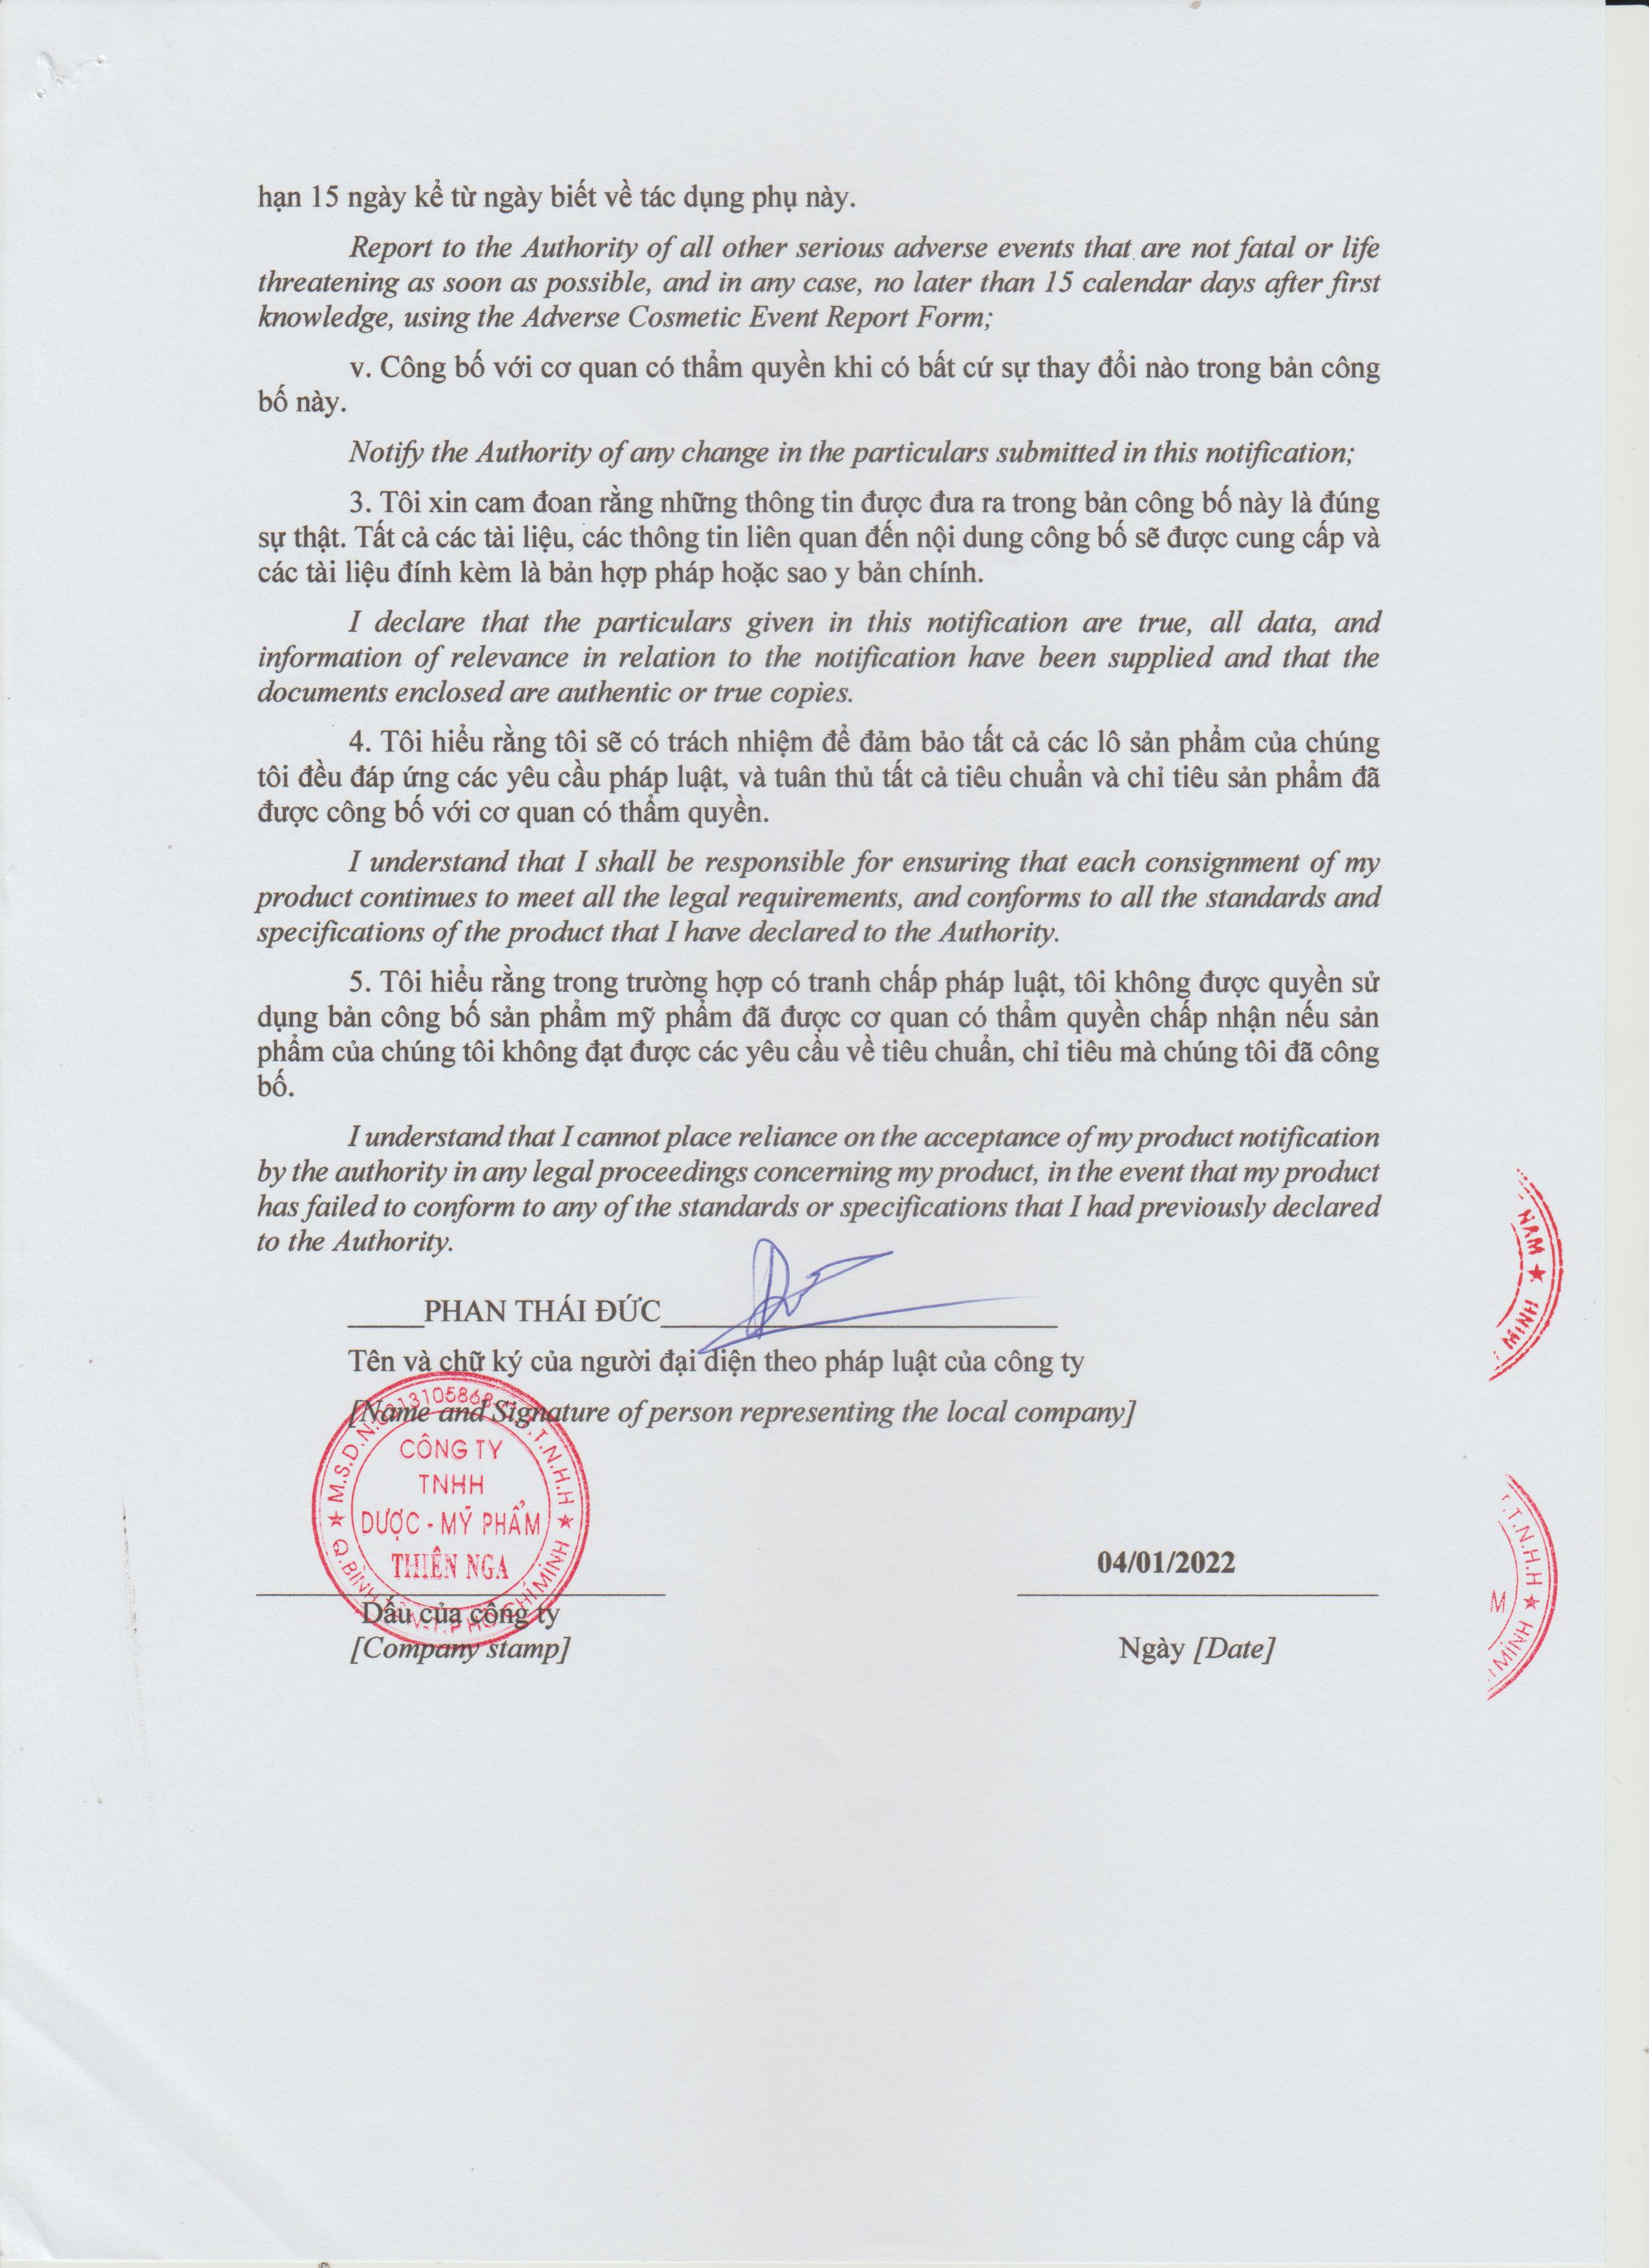 hạn 15 ngày kể từ ngày biết về tác dụng phụ này.
Report to the Authority of all other serious adverse events that are not fatal or life
threatening as soon as possible, and in any case, no later than 15 calendar days after first
knowledge, using the Adverse Cosmetic Event Report Form;
v. Công bố với cơ quan có thẩm quyền khi có bất cứ sự thay đổi nào trong bản công
bố này.
Notify the Authority of any change in the particulars submitted in this notification;
3. Tôi xin cam đoan rằng những thông tin được đưa ra trong bản công bố này là đúng
sự thật. Tất cả các tài liệu, các thông tin liên quan đến nội dung công bố sẽ được cung cấp và
các tài liệu đính kèm là bản hợp pháp hoặc sao y bản chính.
I declare that the particulars given in this notification are true, all data, and
information of relevance in relation to the notification have been supplied and that the
documents enclosed are authentic or true copies.
4. Tôi hiểu rằng tôi sẽ có trách nhiệm để đảm bảo tất cả các lô sản phẩm của chúng
tôi đều đáp ứng các yêu cầu pháp luật, và tuân thủ tất cả tiêu chuẩn và chỉ tiêu sản phẩm đã
được công bố với cơ quan có thẩm quyền.
I understand that I shall be responsible for ensuring that each consignment of my
product continues to meet all the legal requirements, and conforms to all the standards and
specifications of the product that I have declared to the Authority.
5. Tôi hiểu rằng trong trường hợp có tranh chấp pháp luật, tôi không được quyền sử
dụng bản công bố sản phẩm mỹ phẩm đã được cơ quan có thẩm quyền chấp nhận nếu sản
phẩm của chúng tôi không đạt được các yêu cầu về tiêu chuẩn, chỉ tiêu mà chúng tôi đã công
bố.
I understand that I cannot place reliance on the acceptance of my product notification
by the authority in any legal proceedings concerning my product, in the event that my product
has failed to conform to any of the standards or specifications that I had previously declared
to the Authority.
NAM ★
MINH
PHAN THÁI ĐỨC
Tên và chữ ký của người đại diện theo pháp luật của công ty
[Name and Signature of person representing the local company]
CÔNG TY
TNHH
DƯỢC - MỸ PHẨM
THIÊN NGA
T.N.H.H ★
MINH
M
04/01/2022
Dấu của công ty
[Company stamp]
Ngày [Date]